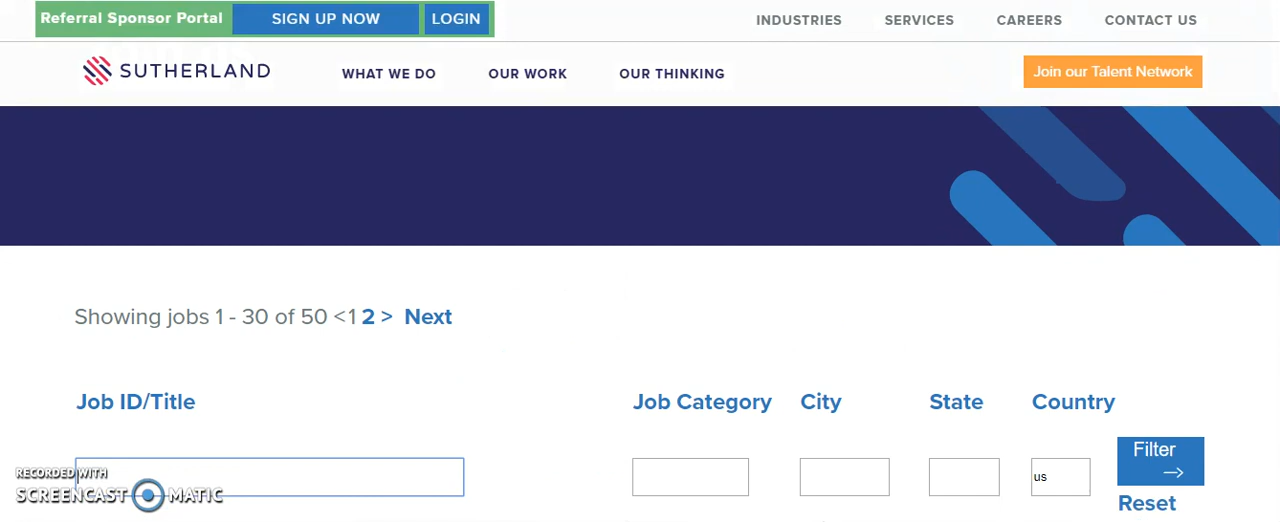 Referral Sponsor Portal SIGN UP NOW LOGIN INDUSTRIES SERVICES CAREERS CONTACT US
SUTHERLAND WHAT WE DO OUR WORK OUR THINKING Join our Talent Network
Showing jobs 1 - 30 of 50 <1 2 > Next
Job ID/Title Job Category City State Country
Filter
us
RECORDED WITH
SCREENCAST MATIC
Reset